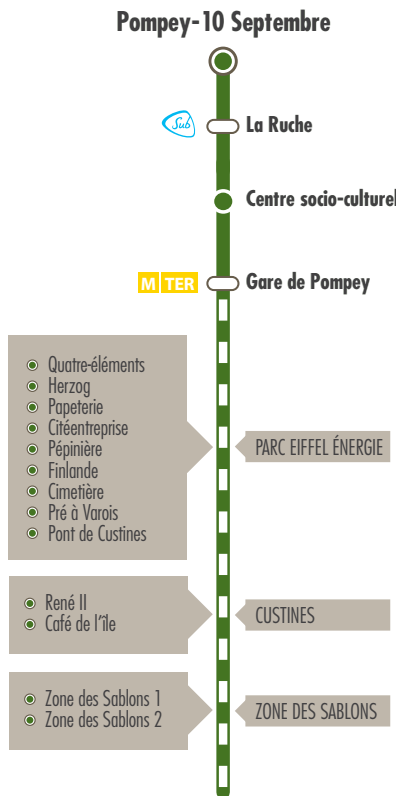 Pompey-10 Septembre
Sub
La Ruche
Centre socio-culturel
M TER
Gare de Pompey
Quatre-éléments
Herzog
Papeterie
Citéentreprise
Pépinière
Finlande
Cimetière
Pré à Varois
Pont de Custines
PARC EIFFEL ÉNERGIE
René II
Café de l'île
CUSTINES
Zone des Sablons 1
Zone des Sablons 2
ZONE DES SABLONS